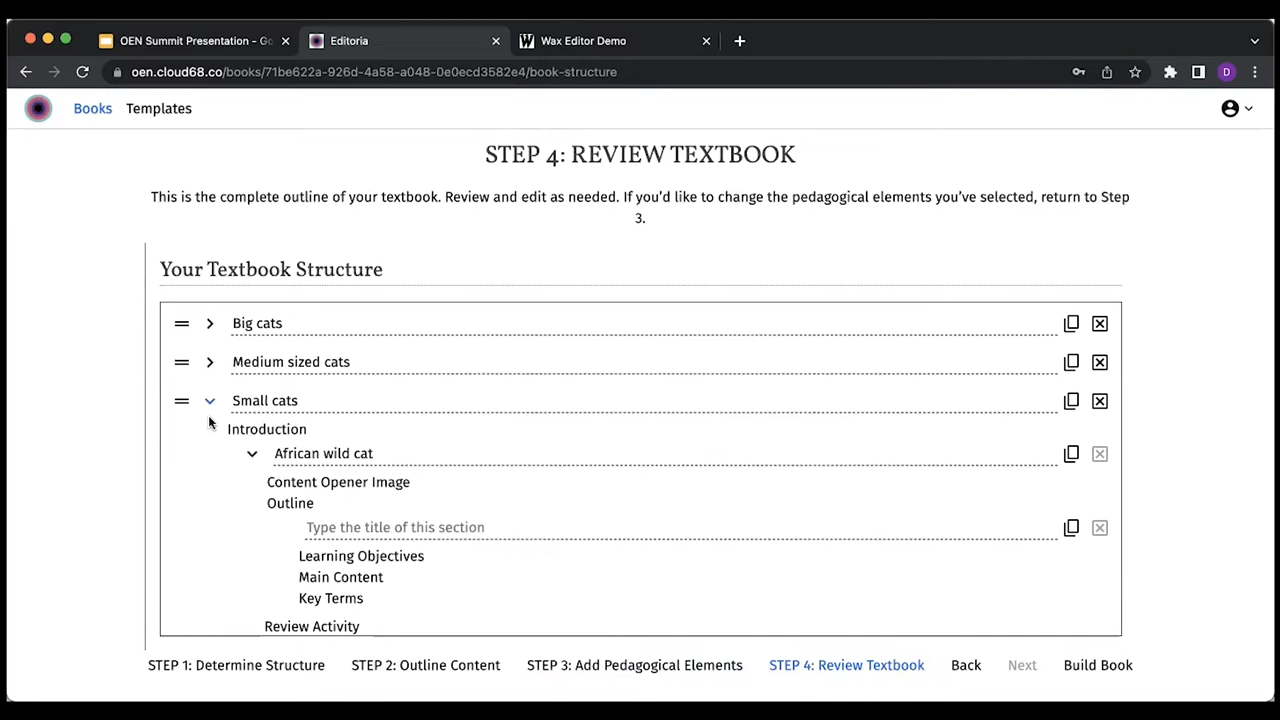 OEN Summit Presentation - Go
Editoria
Wax Editor Demo
oen.cloud68.co/books/71be622a-926d-4a58-a048-0e0ecd3582e4/book-structure
D
Books
Templates
STEP 4: REVIEW TEXTBOOK
This is the complete outline of your textbook. Review and edit as needed. If you’d like to change the pedagogical elements you’ve selected, return to Step
3.
Your Textbook Structure
Big cats
Medium sized cats
Small cats
Introduction
African wild cat
Content Opener Image
Outline
Type the title of this section
Learning Objectives
Main Content
Key Terms
Review Activity
STEP 1: Determine Structure
STEP 2: Outline Content
STEP 3: Add Pedagogical Elements
STEP 4: Review Textbook
Back
Next
Build Book